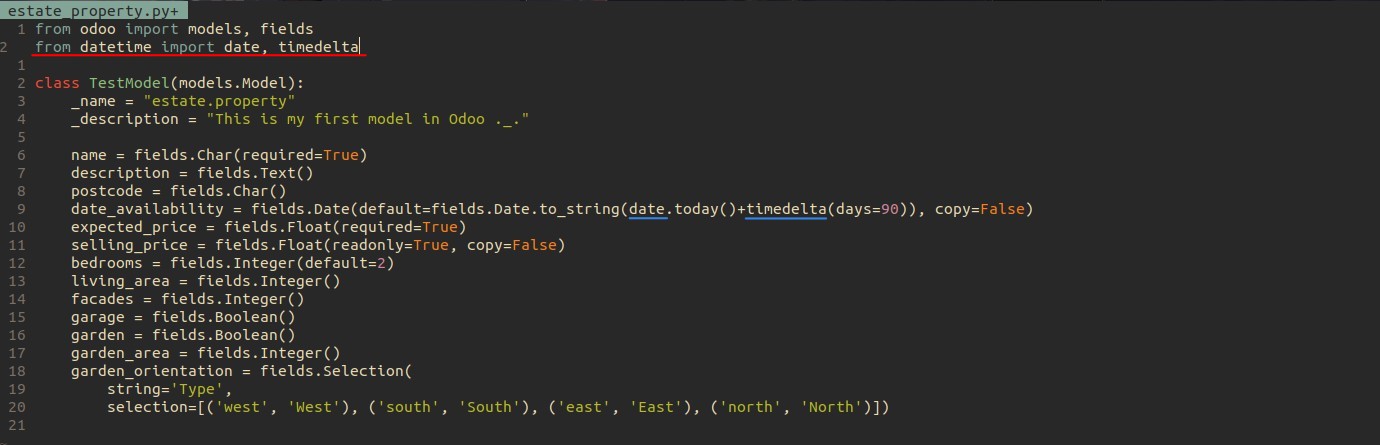 estate_property.py+
1 from odoo import models, fields
2 from datetime import date, timedelta
1
2 class TestModel(models.Model):
3     _name = "estate.property"
4     _description = "This is my first model in Odoo ._."
5
6     name = fields.Char(required=True)
7     description = fields.Text()
8     postcode = fields.Char()
9     date_availability = fields.Date(default=fields.Date.to_string(date.today()+timedelta(days=90)), copy=False)
10     expected_price = fields.Float(required=True)
11     selling_price = fields.Float(readonly=True, copy=False)
12     bedrooms = fields.Integer(default=2)
13     living_area = fields.Integer()
14     facades = fields.Integer()
15     garage = fields.Boolean()
16     garden = fields.Boolean()
17     garden_area = fields.Integer()
18     garden_orientation = fields.Selection(
19         string='Type',
20         selection=[('west', 'West'), ('south', 'South'), ('east', 'East'), ('north', 'North')])
21